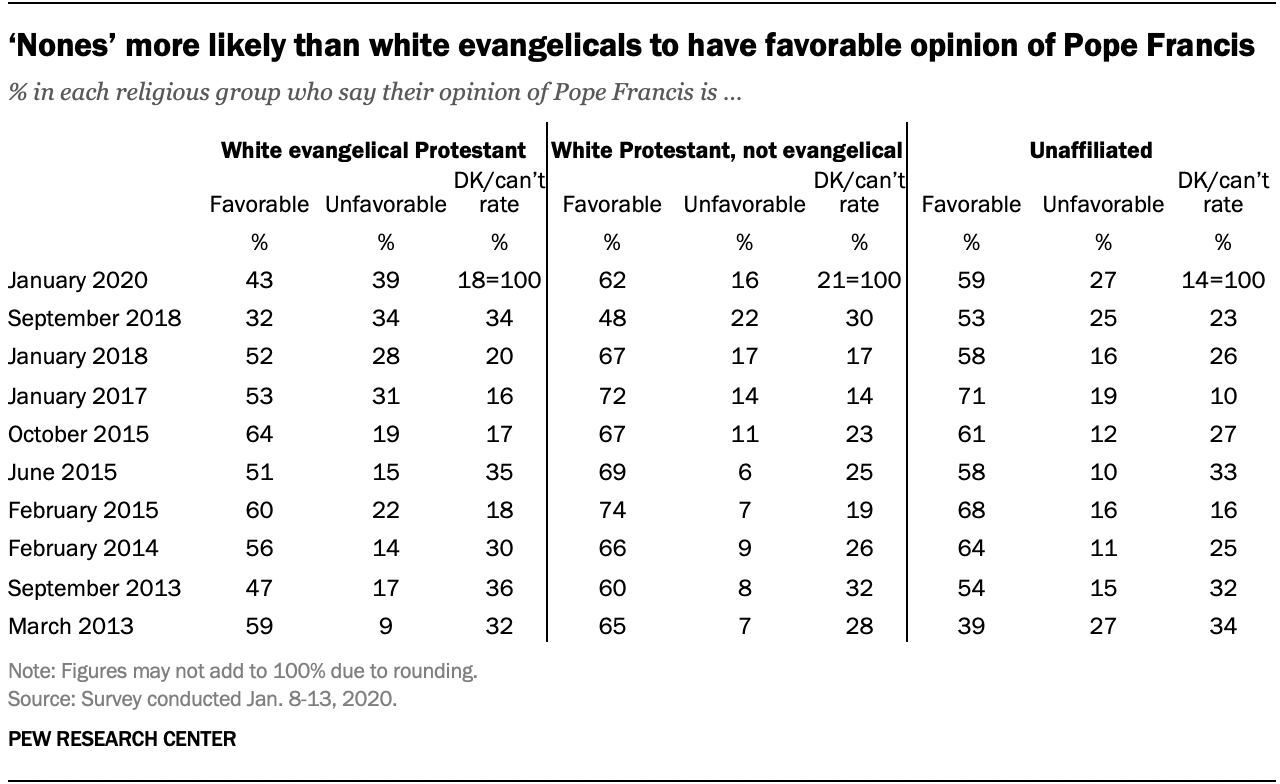 ‘Nones’ more likely than white evangelicals to have favorable opinion of Pope Francis
% in each religious group who say their opinion of Pope Francis is ...
White evangelical Protestant White Protestant, not evangelical Unaffiliated
DK/can’t DK/can’t DK/can’t
Favorable Unfavorable rate Favorable Unfavorable rate Favorable Unfavorable rate
% % % % % % % % %
January 2020 43 39 18=100 62 16 21=100 59 27 14=100
September 2018 32 34 34 48 22 30 53 25 23
January 2018 52 28 20 67 17 17 58 16 26
January 2017 53 31 16 72 14 14 71 19 10
October 2015 64 19 17 67 11 23 61 12 27
June 2015 51 15 35 69 6 25 58 10 33
February 2015 60 22 18 74 7 19 68 16 16
February 2014 56 14 30 66 9 26 64 11 25
September 2013 47 17 36 60 8 32 54 15 32
March 2013 59 9 32 65 7 28 39 27 34
Note: Figures may not add to 100% due to rounding.
Source: Survey conducted Jan. 8-13, 2020.
PEW RESEARCH CENTER